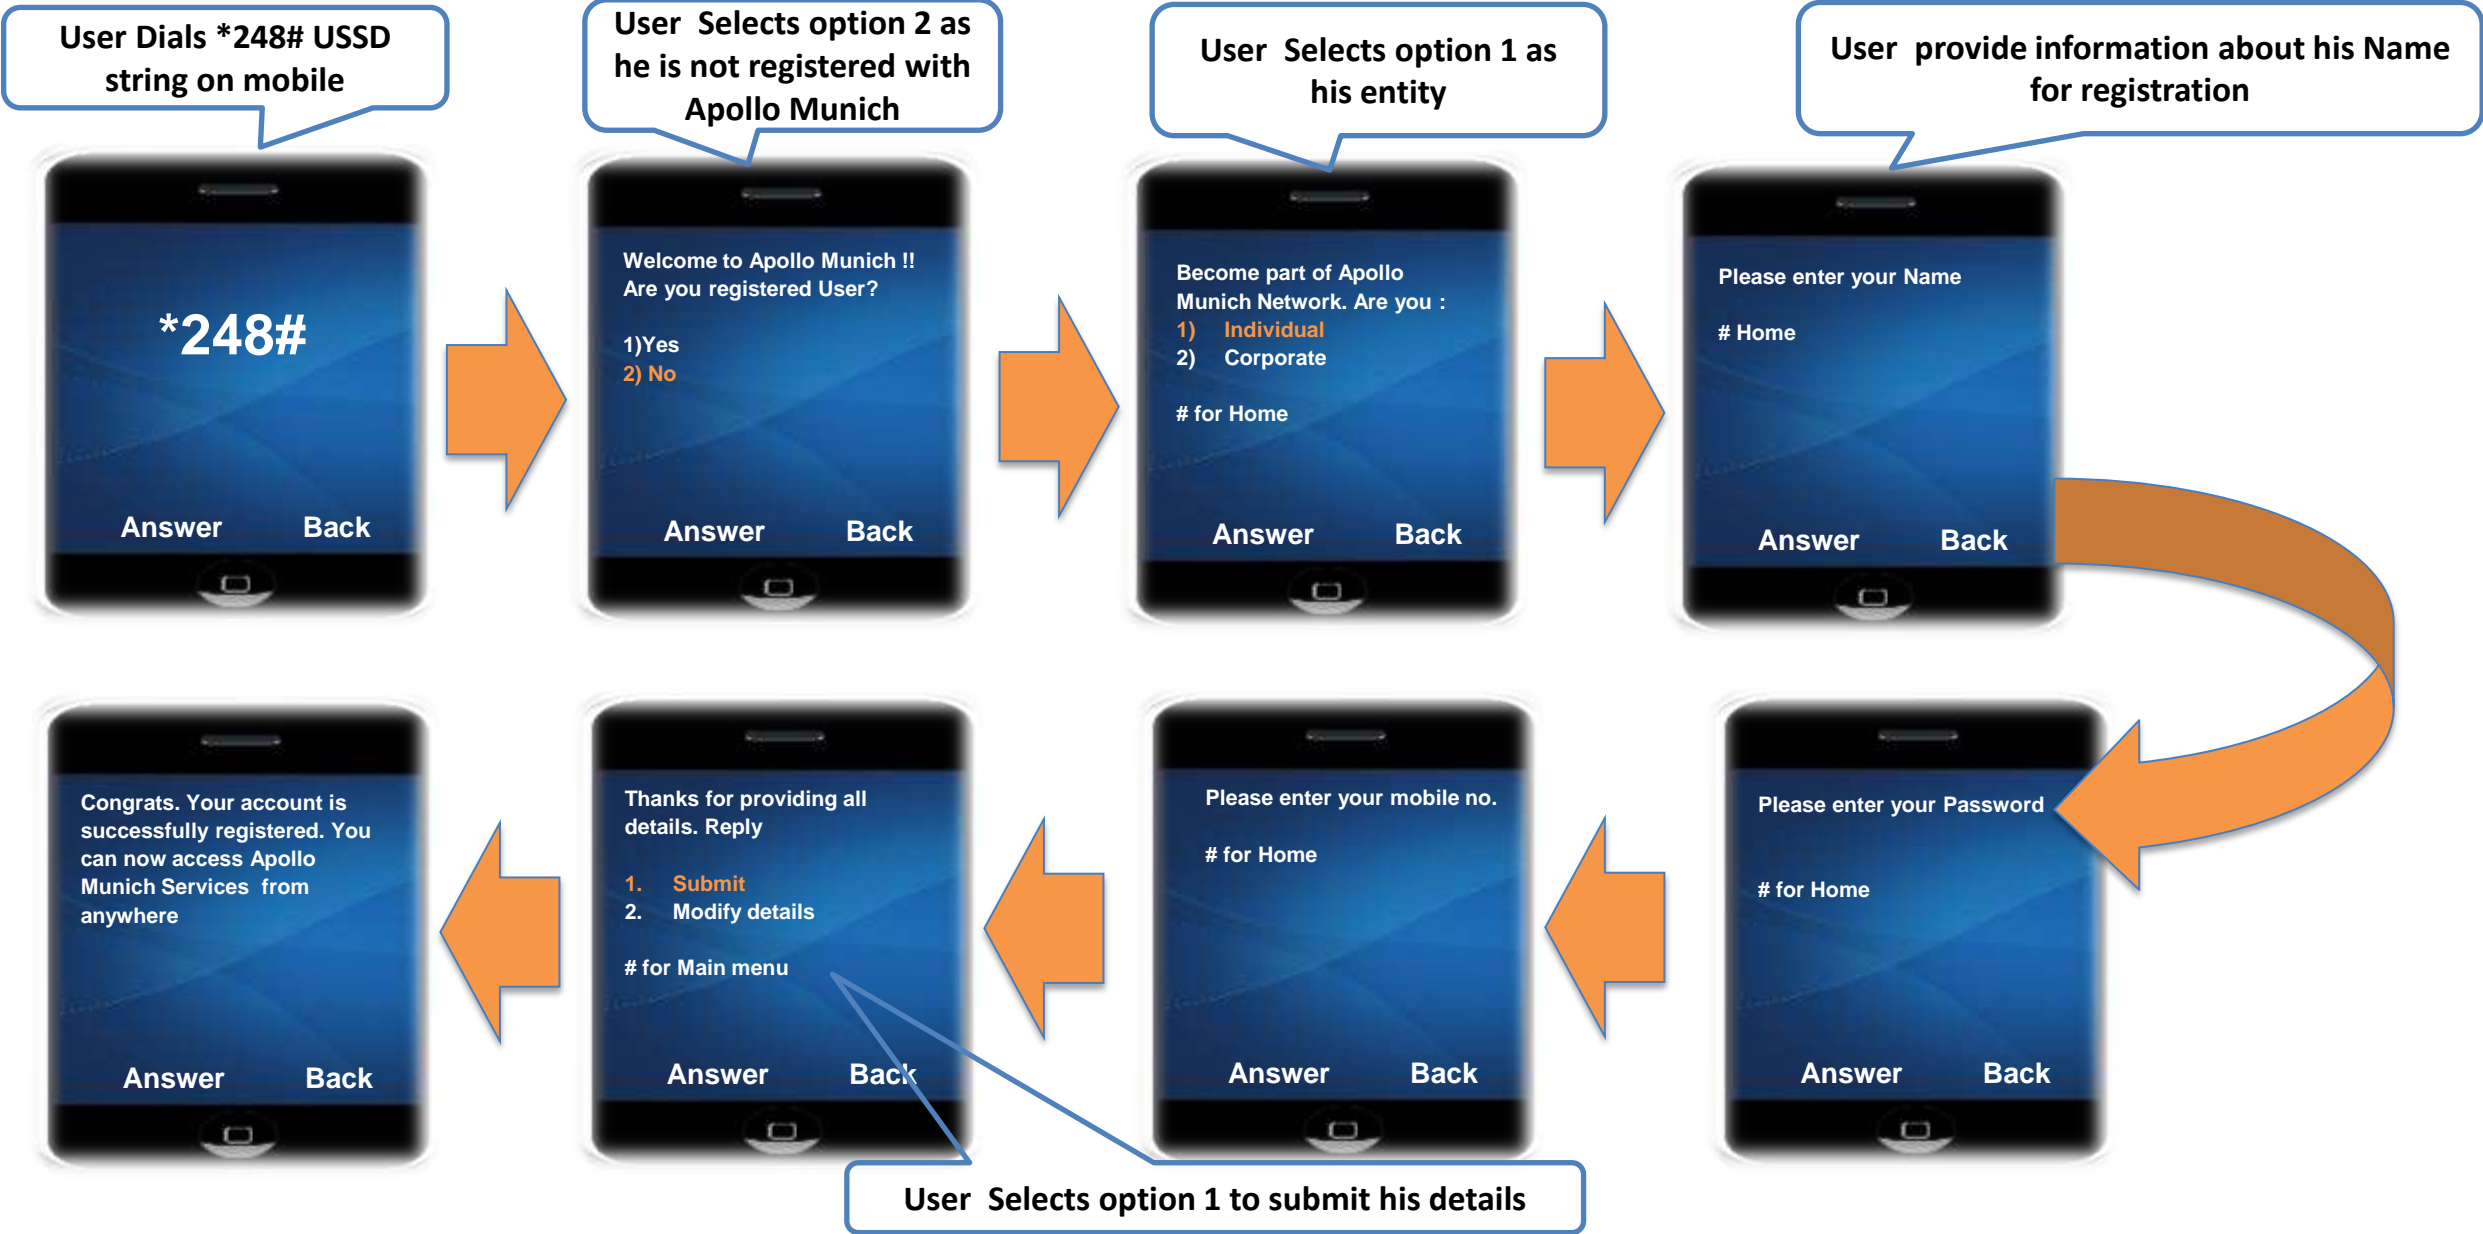 User Dials *248# USSD
string on mobile
User  Selects option 2 as
he is not registered with
Apollo Munich
User  Selects option 1 as
his entity
User  provide information about his Name
for registration
*248#
Answer Back
Welcome to Apollo Munich !!
Are you registered User?
1)Yes
2) No
Answer Back
Become part of Apollo
Munich Network. Are you :
1) Individual
2) Corporate
# for Home
Answer Back
Please enter your Name
# Home
Answer Back
Please enter your Password
# for Home
Answer Back
Please enter your mobile no.
# for Home
Answer Back
Thanks for providing all
details. Reply
1. Submit
2. Modify details
# for Main menu
Answer Back
User  Selects option 1 to submit his details
Congrats. Your account is
successfully registered. You
can now access Apollo
Munich Services  from
anywhere
Answer Back